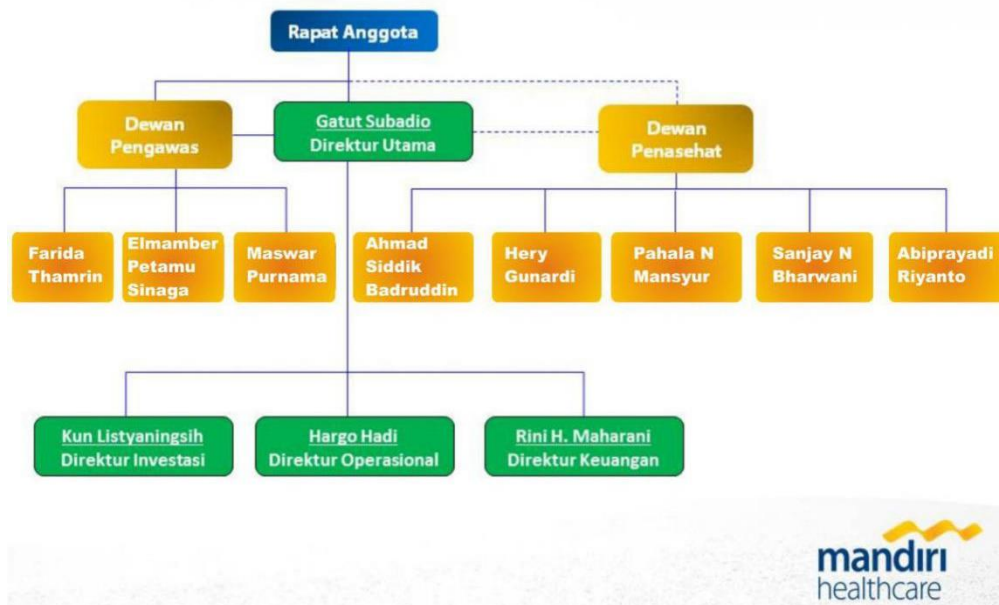 Rapat Anggota
Dewan
Pengawas
Gatut Subadio
Direktur Utama
Dewan
Penasehat
Farida
Thamrin
Elmamber
Petamu
Sinaga
Maswar
Purnama
Ahmad
Siddik
Badruddin
Hery
Gunardi
Pahala N
Mansyur
Sanjay N
Bharwani
Abiprayadi
Riyanto
Kun Listyaningsih
Direktur Investasi
Hargo Hadi
Direktur Operasional
Rini H. Maharani
Direktur Keuangan
mandırı
healthcare